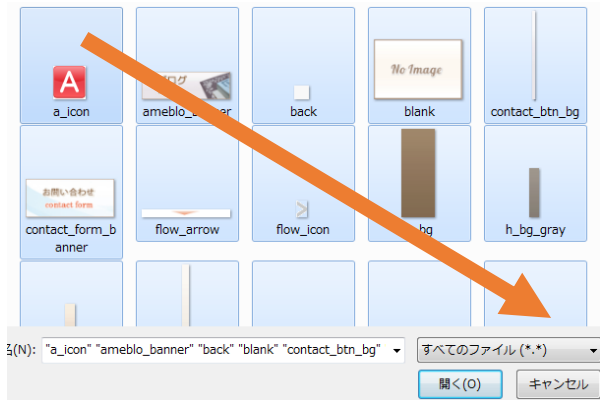 A
ログ
No Image
a_icon
ameblo_banner
back
blank
contact_btn_bg
お問い合わせ
contact form
contact_form_b
anner
flow_arrow
flow_icon
bg
h_bg_gray
名(N): "a_icon" "ameblo_banner" "back" "blank" "contact_btn_bg"
すべてのファイル (*.*)
開く(O)
キャンセル